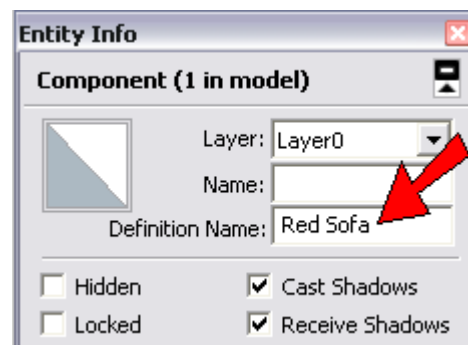 Entity Info
Component (1 in model)
Layer: Layer0
Name:
Definition Name: Red Sofa
Hidden Cast Shadows
Locked Receive Shadows